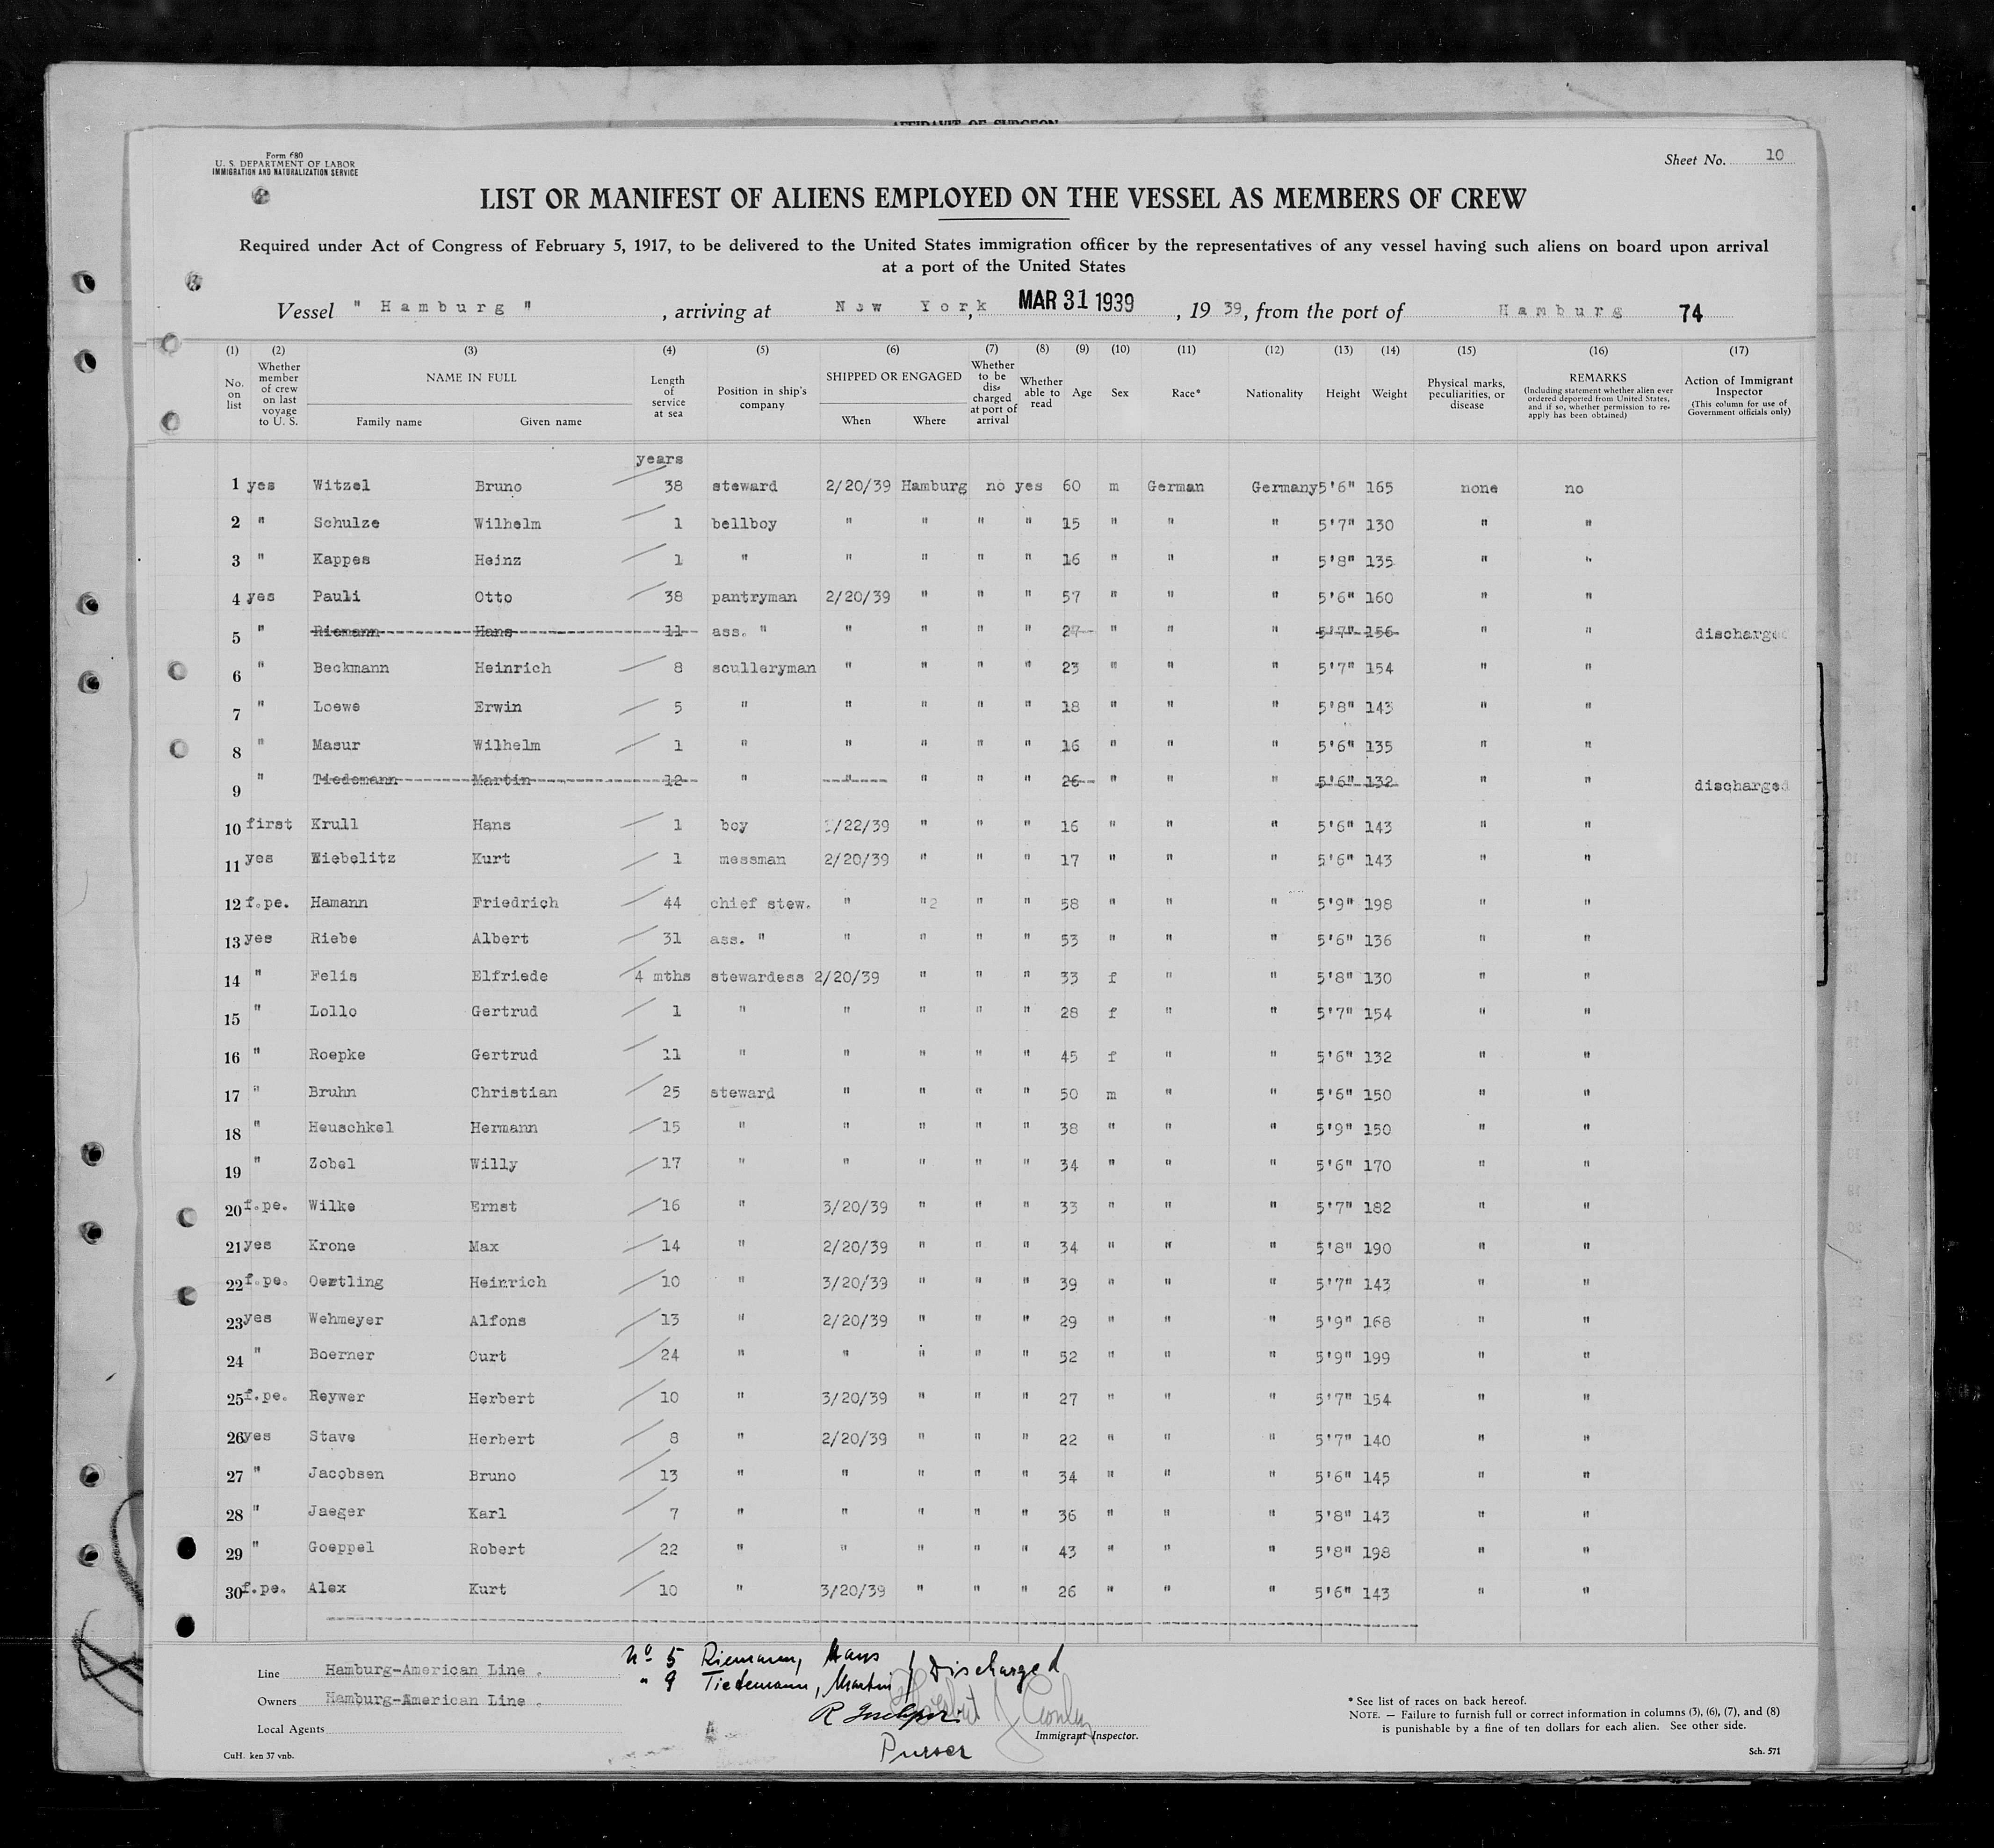 AFFIDAVIT OF SURGEON
Form 680
U. S. DEPARTMENT OF LABOR
IMMIGRATION AND NATURALIZATION SERVICE
Sheet No. 10
LIST OR MANIFEST OF ALIENS EMPLOYED ON THE VESSEL AS MEMBERS OF CREW
Required under Act of Congress of February 5, 1917, to be delivered to the United States immigration officer by the representatives of any vessel having such aliens on board upon arrival
at a port of the United States
Vessel " Hamburg " , arriving at New York, MAR 31 1939 , 19 39, from the port of Hamburg 74
(1) (2) (3) (4) (5) (6) (7) (8) (9) (10) (11) (12) (13) (14) (15) (16) (17)
No. on list Whether member of crew on last voyage to U. S. NAME IN FULL Family name Given name Length of service at sea Position in ship's company SHIPPED OR ENGAGED When Where Whether to be discharged at port of arrival Whether able to read Age Sex Race* Nationality Height Weight Physical marks, peculiarities, or disease REMARKS (Including statement whether alien ever ordered deported from United States, and if so, whether permission to reapply has been obtained) Action of Immigrant Inspector (This column for use of Government officials only)
years
1 yes Witzel Bruno 38 steward 2/20/39 Hamburg no yes 60 m German Germany 5'6" 165 none no
2 " Schulze Wilhelm 1 bellboy " " " " 15 " " " 5'7" 130 " "
3 " Kappes Heinz 1 " " " " " 16 " " " 5'8" 135 " "
4 yes Pauli Otto 38 pantryman 2/20/39 " " " 57 " " " 5'6" 160 " "
5 " Riemann Hans 11 ass. " " " " " 27 " " " 5'7" 156 " " discharged
6 " Beckmann Heinrich 8 sculleryman " " " " 23 " " " 5'7" 154 " "
7 " Loewe Erwin 5 " " " " " 18 " " " 5'8" 143 " "
8 " Masur Wilhelm 1 " " " " " 16 " " " 5'6" 135 " "
9 " Tiedemann Martin 12 " " " " " 26 " " " 5'6" 132 " " discharged
10 first Krull Hans 1 boy /22/39 " " " 16 " " " 5'6" 143 " "
11 yes Kurt 1 messman 2/20/39 " " " 17 " " " 5'6" 143 " "
12 f.pe. Hamann Friedrich 44 chief stew. " "2 " " 58 " " " 5'9" 198 " "
13 yes Riebe Albert 31 ass. " " " " " 53 " " " 5'6" 136 " "
14 " Felis Elfriede 4 mths stewardess 2/20/39 " " " 33 f " " 5'8" 130 " "
15 " Lollo Gertrud 1 " " " " " 28 f " " 5'7" 154 " "
16 " Roepke Gertrud 11 " " " " " 45 f " " 5'6" 132 " "
17 " Bruhn Christian 25 steward " " " " 50 m " " 5'6" 150 " "
18 " Heuschkel Hermann 15 " " " " " 38 " " " 5'9" 150 " "
19 " Zobel Willy 17 " " " " " 34 " " " 5'6" 170 " "
20 f.pe. Wilke Ernst 16 " 3/20/39 " " " 33 " " " 5'7" 182 " "
21 yes Krone Max 14 " 2/20/39 " " " 34 " " " 5'8" 190 " "
22 f.pe. Oertling Heinrich 10 " 3/20/39 " " " 39 " " " 5'7" 143 " "
23 yes Wehmeyer Alfons 13 " 2/20/39 " " " 29 " " " 5'9" 168 " "
24 " Boerner Curt 24 " " " " " 52 " " " 5'9" 199 " "
25 f.pe. Reywer Herbert 10 " 3/20/39 " " " 27 " " " 5'7" 154 " "
26 yes Stave Herbert 8 " 2/20/39 " " " 22 " " " 5'7" 140 " "
27 " Jacobsen Bruno 13 " " " " " 34 " " " 5'6" 145 " "
28 " Jaeger Karl 7 " " " " " 36 " " " 5'8" 143 " "
29 " Goeppel Robert 22 " " " " " 43 " " " 5'8" 198 " "
30 f.pe. Alex Kurt 10 " 3/20/39 " " " 26 " " " 5'6" 143 " "
No 5 Riemann, Hans
" 9 Tiedemann, Martin } Discharged
Purser
Line Hamburg-American Line .
Owners Hamburg-American Line .
Local Agents
Immigrant Inspector.
* See list of races on back hereof.
NOTE. — Failure to furnish full or correct information in columns (3), (6), (7), and (8)
is punishable by a fine of ten dollars for each alien. See other side.
CuH. ken 37 vnb.
Sch. 571